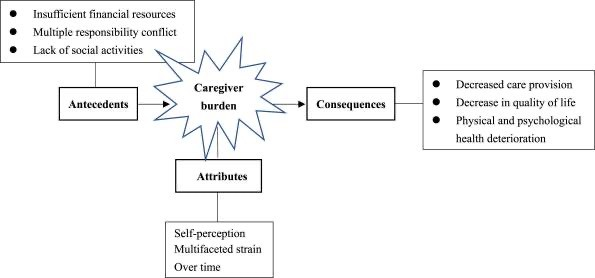 ● Insufficient financial resources
● Multiple responsibility conflict
● Lack of social activities
Antecedents
Caregiver
burden
Consequences
● Decreased care provision
● Decrease in quality of life
● Physical and psychological
health deterioration
Attributes
Self-perception
Multifaceted strain
Over time